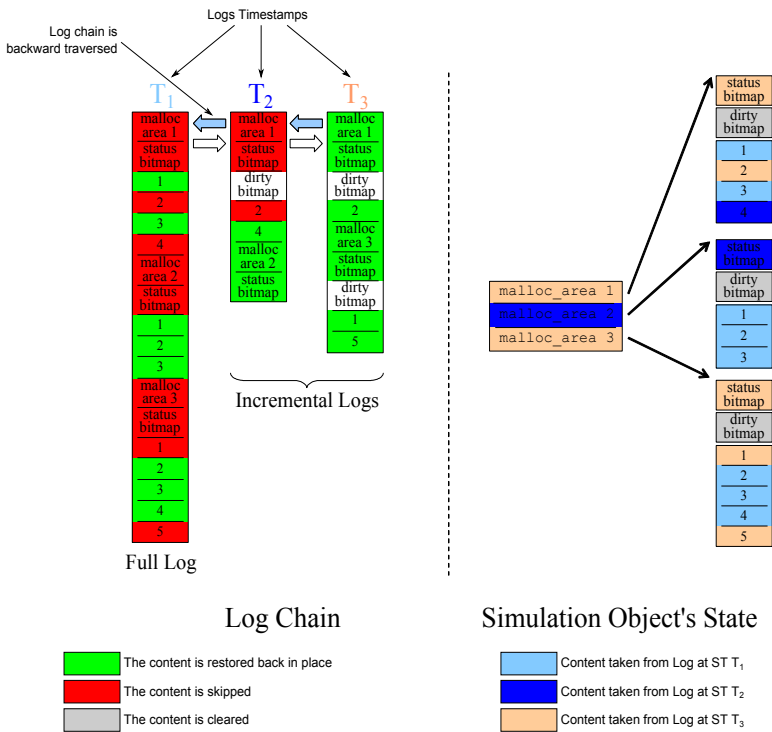 Logs Timestamps
Log chain is
backward traversed
T1
T2
T3
malloc
area 1
status
bitmap
1
2
3
4
malloc
area 2
status
bitmap
1
2
3
malloc
area 3
status
bitmap
1
2
3
4
5
Full Log
malloc
area 1
status
bitmap
dirty
bitmap
2
4
malloc
area 2
status
bitmap
malloc
area 1
status
bitmap
dirty
bitmap
2
malloc
area 3
status
bitmap
dirty
bitmap
1
5
Incremental Logs
malloc_area 1
malloc_area 2
malloc_area 3
status
bitmap
dirty
bitmap
1
2
3
4
status
bitmap
dirty
bitmap
1
2
3
status
bitmap
dirty
bitmap
1
2
3
4
5
Log Chain
Simulation Object's State
The content is restored back in place
The content is skipped
The content is cleared
Content taken from Log at ST T1
Content taken from Log at ST T2
Content taken from Log at ST T3